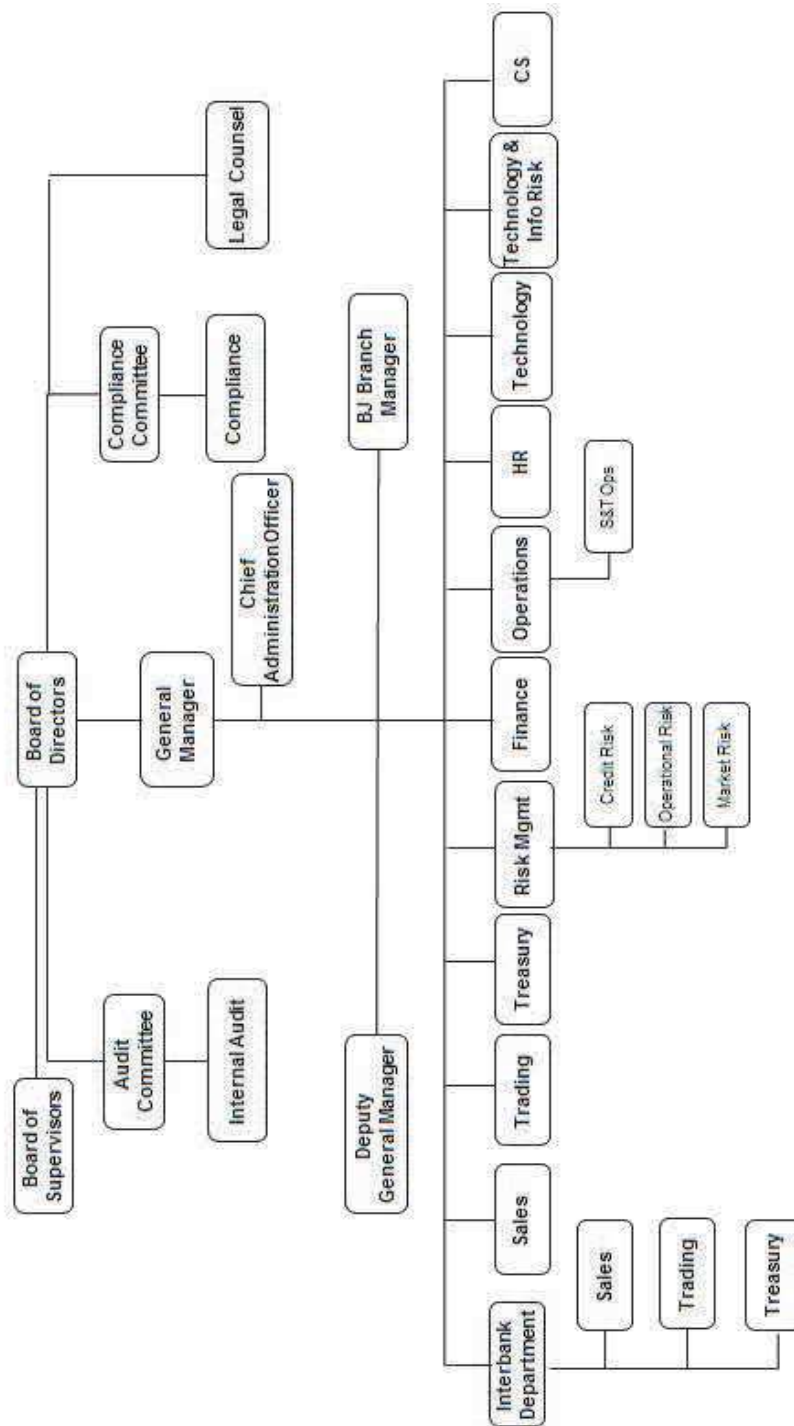 Board of
Supervisors
Board of
Directors
Audit
Committee
General
Manager
Compliance
Committee
Internal Audit
Chief
Administration Officer
Compliance
Legal Counsel
Deputy
General Manager
BJ Branch
Manager
Interbank
Department
Sales
Trading
Treasury
Risk Mgmt
Finance
Operations
HR
Technology
Technology &
Info Risk
CS
Sales
Trading
Treasury
Credit Risk
Operational Risk
Market Risk
S&T Ops